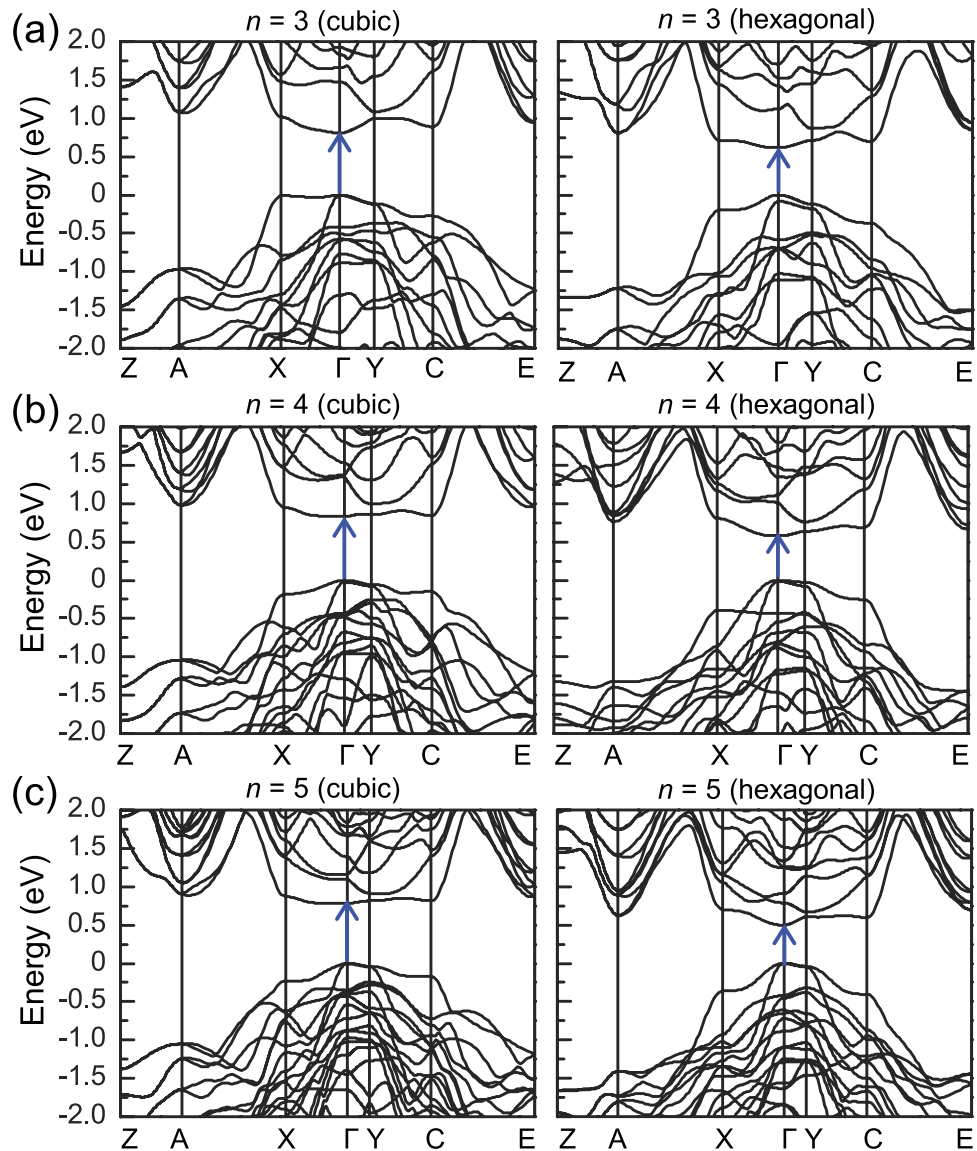 (a)
n = 3 (cubic)
n = 3 (hexagonal)
Energy (eV)
2.0
1.5
1.0
0.5
0
-0.5
-1.0
-1.5
-2.0
Z A X Γ Y C E
Z A X Γ Y C E
(b)
n = 4 (cubic)
n = 4 (hexagonal)
Energy (eV)
2.0
1.5
1.0
0.5
0
-0.5
-1.0
-1.5
-2.0
Z A X Γ Y C E
Z A X Γ Y C E
(c)
n = 5 (cubic)
n = 5 (hexagonal)
Energy (eV)
2.0
1.5
1.0
0.5
0
-0.5
-1.0
-1.5
-2.0
Z A X Γ Y C E
Z A X Γ Y C E